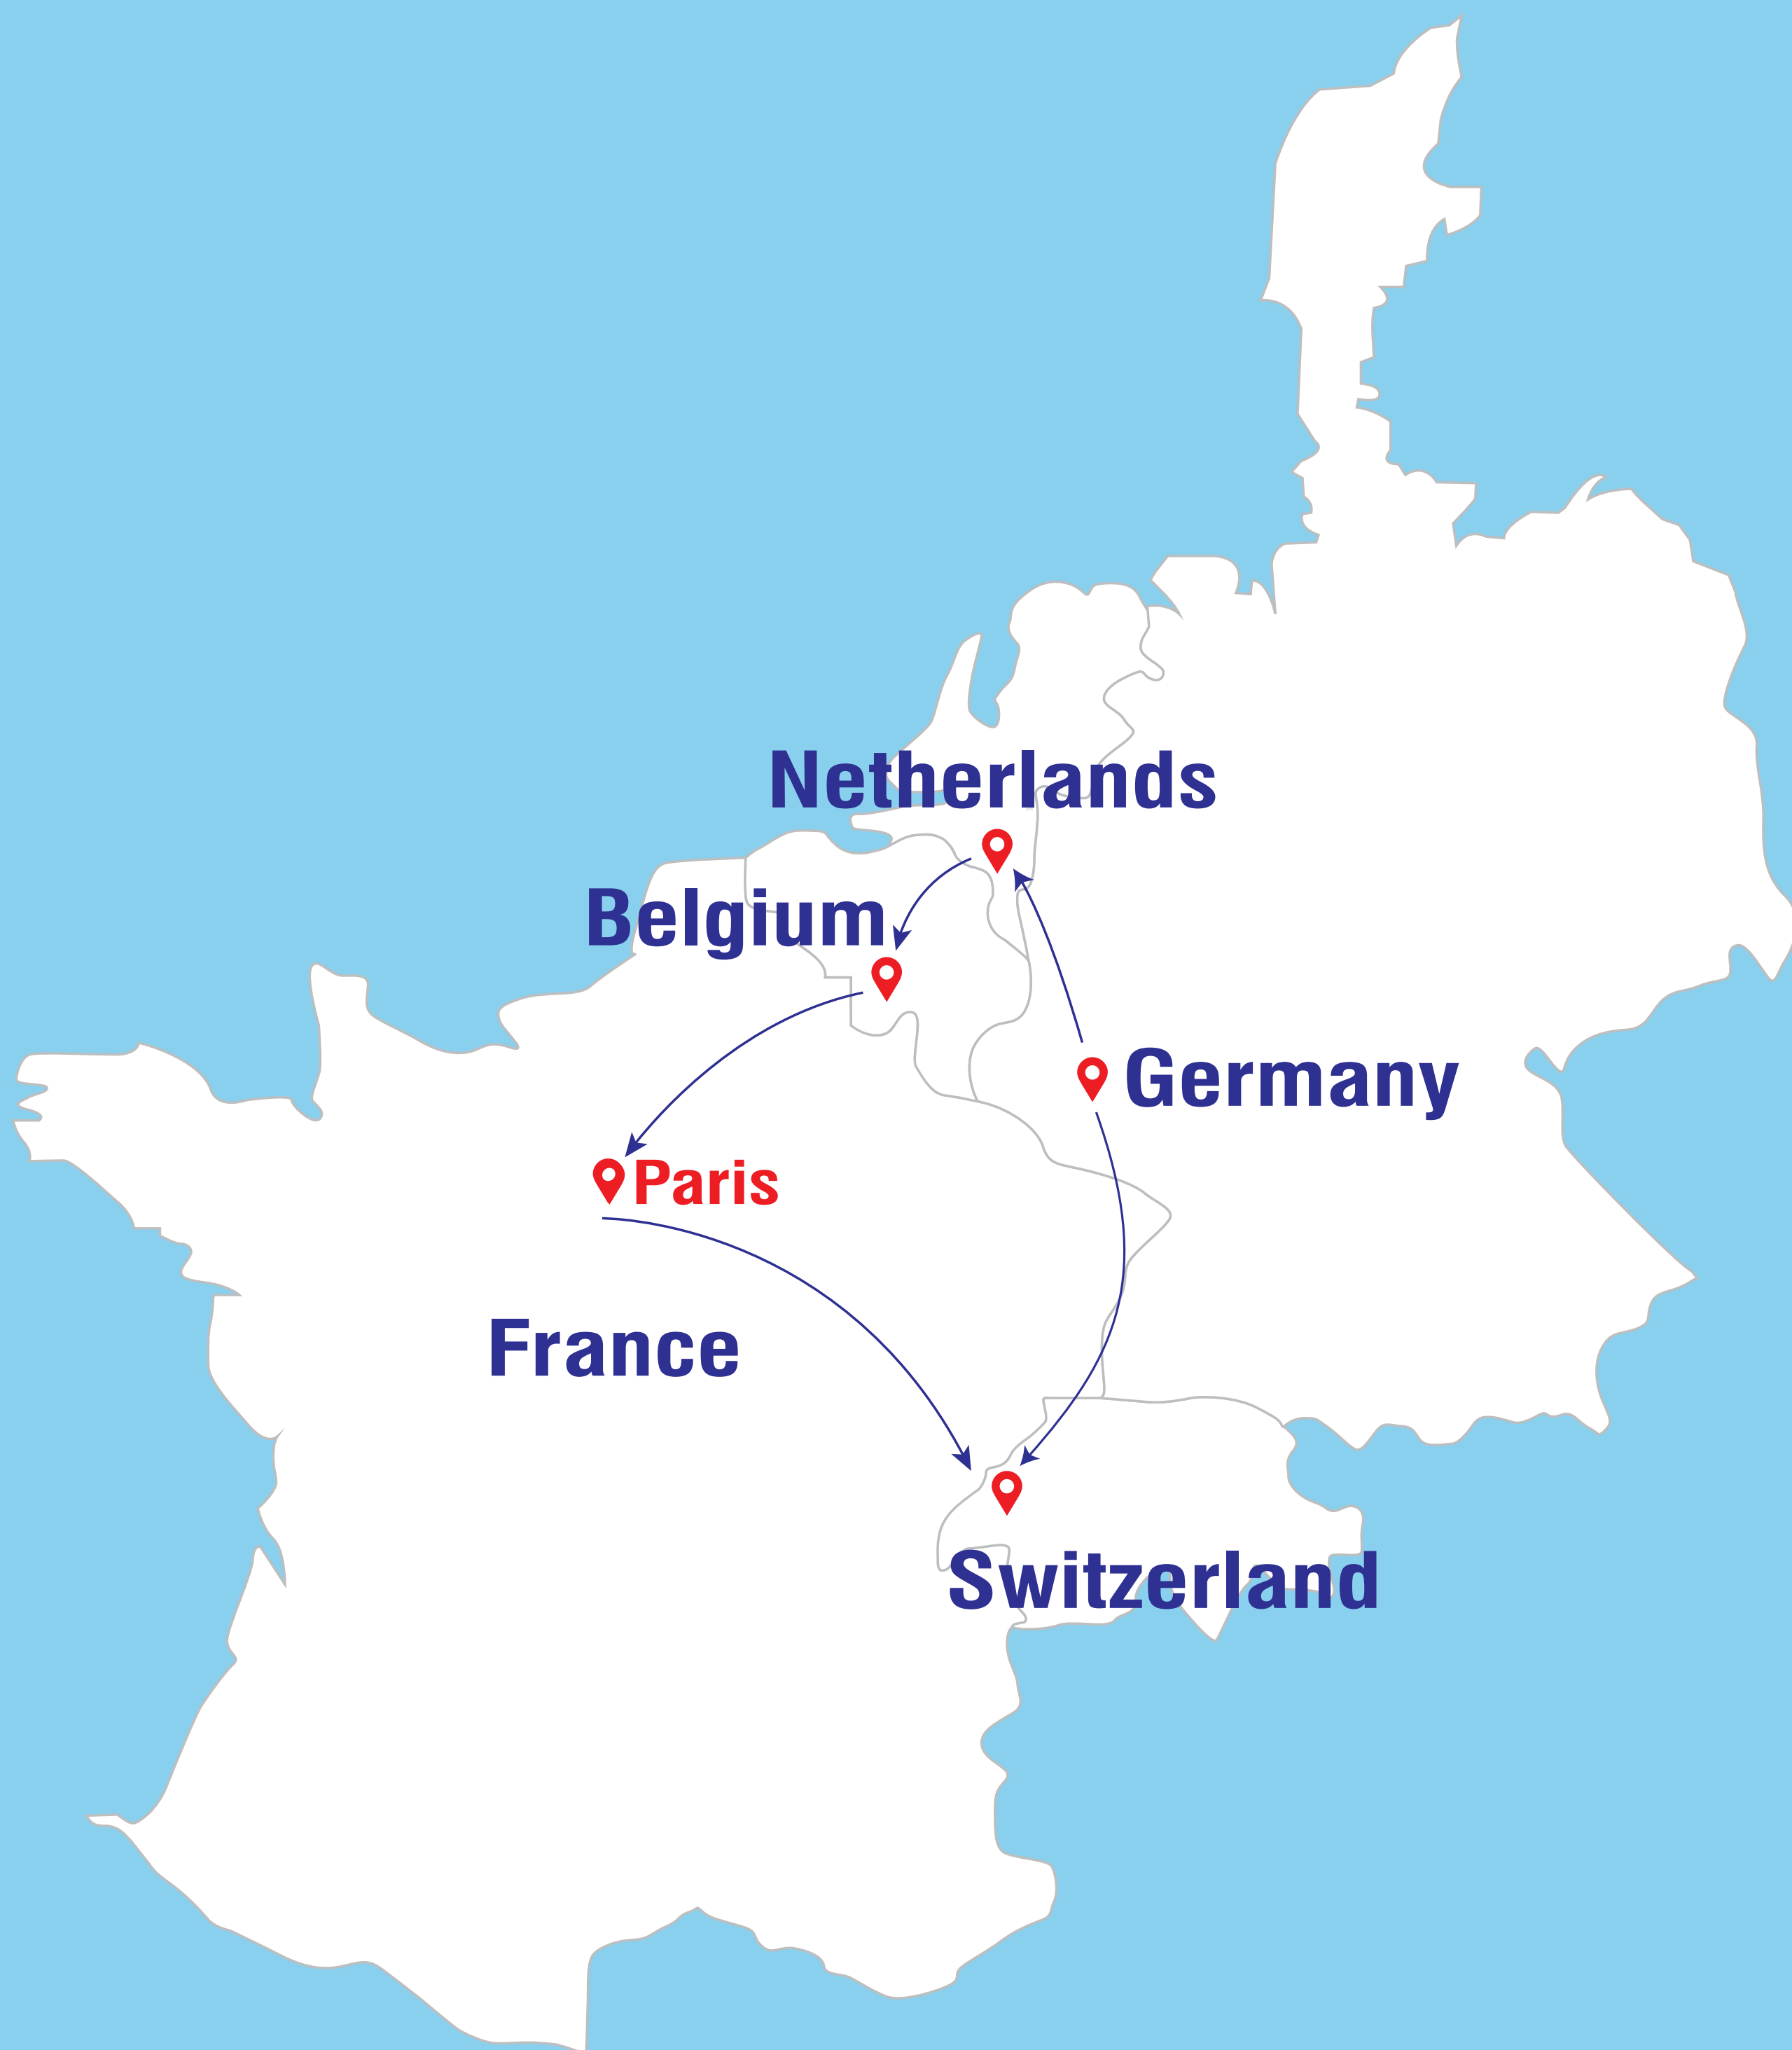 Netherlands
Belgium
Germany
Paris
France
Switzerland